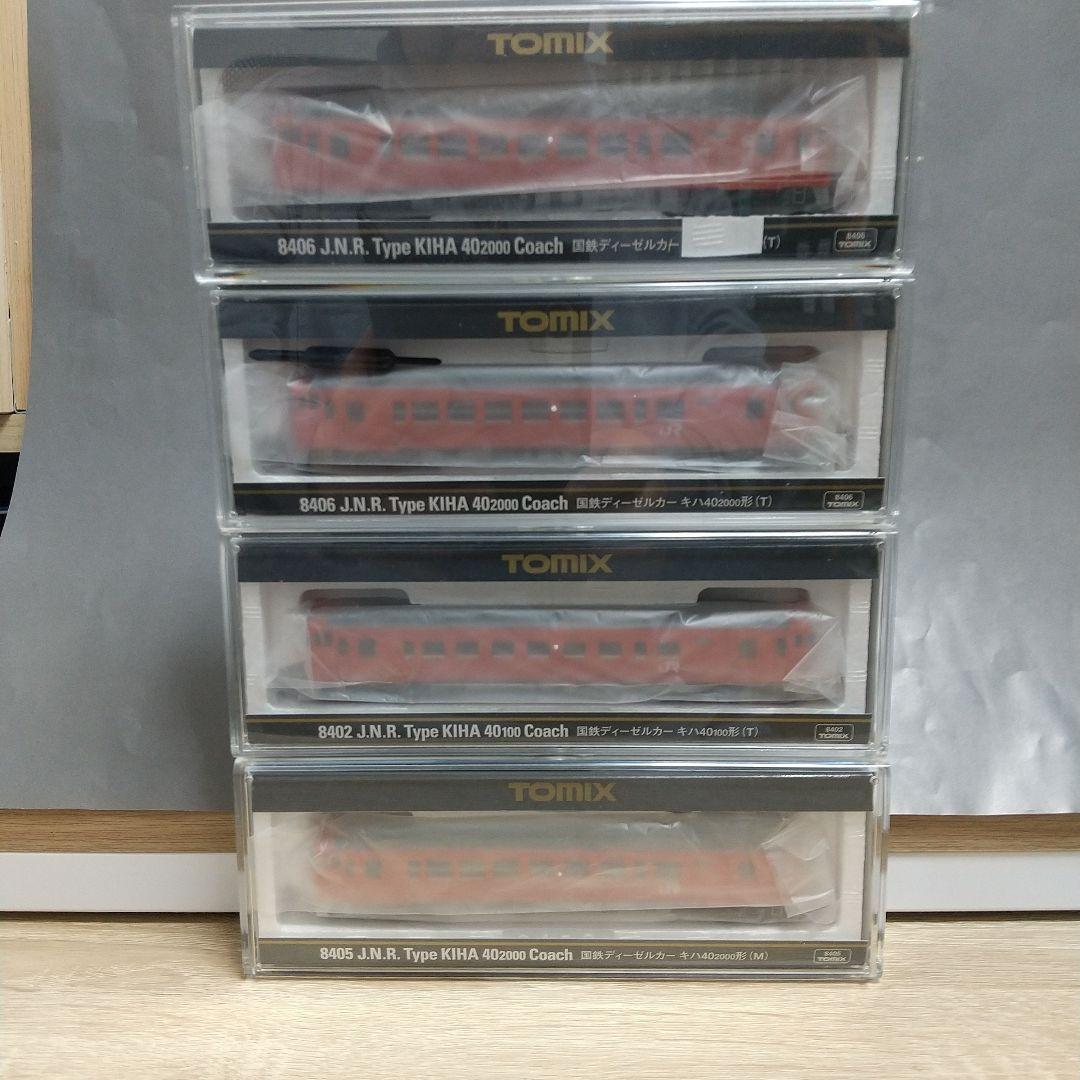 TOMIX
8406 J.N.R. Type KIHA 402000 Coach 国鉄ディーゼルカー (T)
8406 TOMIX
TOMIX
8406 J.N.R. Type KIHA 402000 Coach 国鉄ディーゼルカー キハ402000形(T)
8406 TOMIX
TOMIX
8402 J.N.R. Type KIHA 40100 Coach 国鉄ディーゼルカー キハ40100形(T)
8402 TOMIX
TOMIX
8405 J.N.R. Type KIHA 402000 Coach 国鉄ディーゼルカー キハ402000形(M)
8405 TOMIX